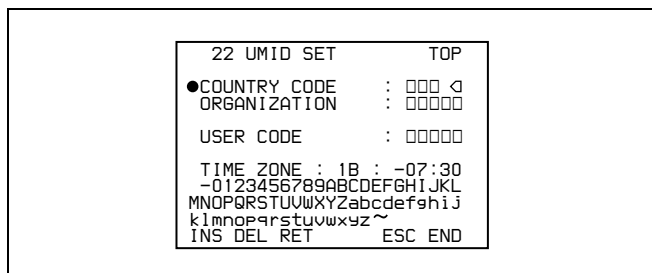 22 UMID SET TOP
●COUNTRY CODE : □□□ ◁
ORGANIZATION : □□□□□
USER CODE : □□□□□
TIME ZONE : 1B : -07:30
-0123456789ABCDEFGHIJKL
MNOPQRSTUVWXYZabcdefghij
klmnopqrstuvwxyz~
INS DEL RET ESC END